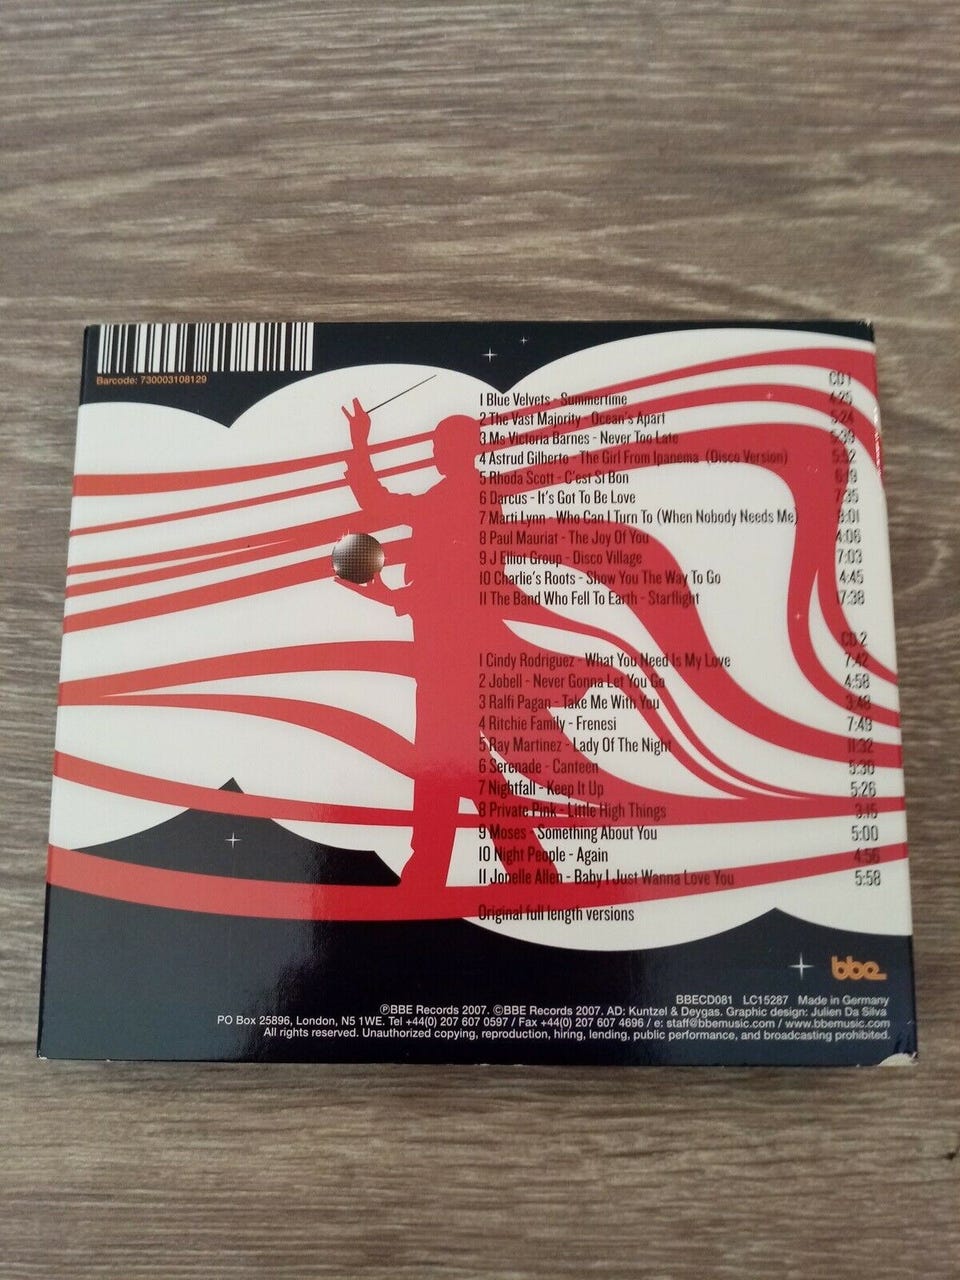 Barcode: 730003108129
CD 1
1 Blue Velvets - Summertime 4:25
2 The Vast Majority - Ocean's Apart 5:24
3 Ms Victoria Barnes - Never Too Late 5:39
4 Astrud Gilberto - The Girl From Ipanema (Disco Version) 5:52
5 Rhoda Scott - C'est Si Bon
6 Darcus - It's Got To Be Love 7:35
7 Marti Lynn - Who Can I Turn To (When Nobody Needs Me) 8:01
8 Paul Mauriat - The Joy Of You 4:06
9 J Elliot Group - Disco Village 7:03
10 Charlie's Roots - Show You The Way To Go 4:45
11 The Band Who Fell To Earth - Starflight 17:38
CD 2
1 Cindy Rodriguez - What You Need Is My Love 7:42
2 Jobell - Never Gonna Let You Go 4:58
3 Ralfi Pagan - Take Me With You 3:48
4 Ritchie Family - Frenesi 7:49
5 Ray Martinez - Lady Of The Night 11:32
6 Serenade - Canteen 5:30
7 Nightfall - Keep It Up 5:26
8 Private Pink - Little High Things 3:15
9 Moses - Something About You 5:00
10 Night People - Again 4:56
11 Jonelle Allen - Baby I Just Wanna Love You 5:58
Original full length versions
bbe
BBECD081 LC15287 Made in Germany
℗BBE Records 2007. ©BBE Records 2007. AD: Kuntzel & Deygas. Graphic design: Julien Da Silva
PO Box 25896, London, N5 1WE. Tel +44(0) 207 607 0597 / Fax +44(0) 207 607 4696 / e: staff@bbemusic.com / www.bbemusic.com
All rights reserved. Unauthorized copying, reproduction, hiring, lending, public performance, and broadcasting prohibited.